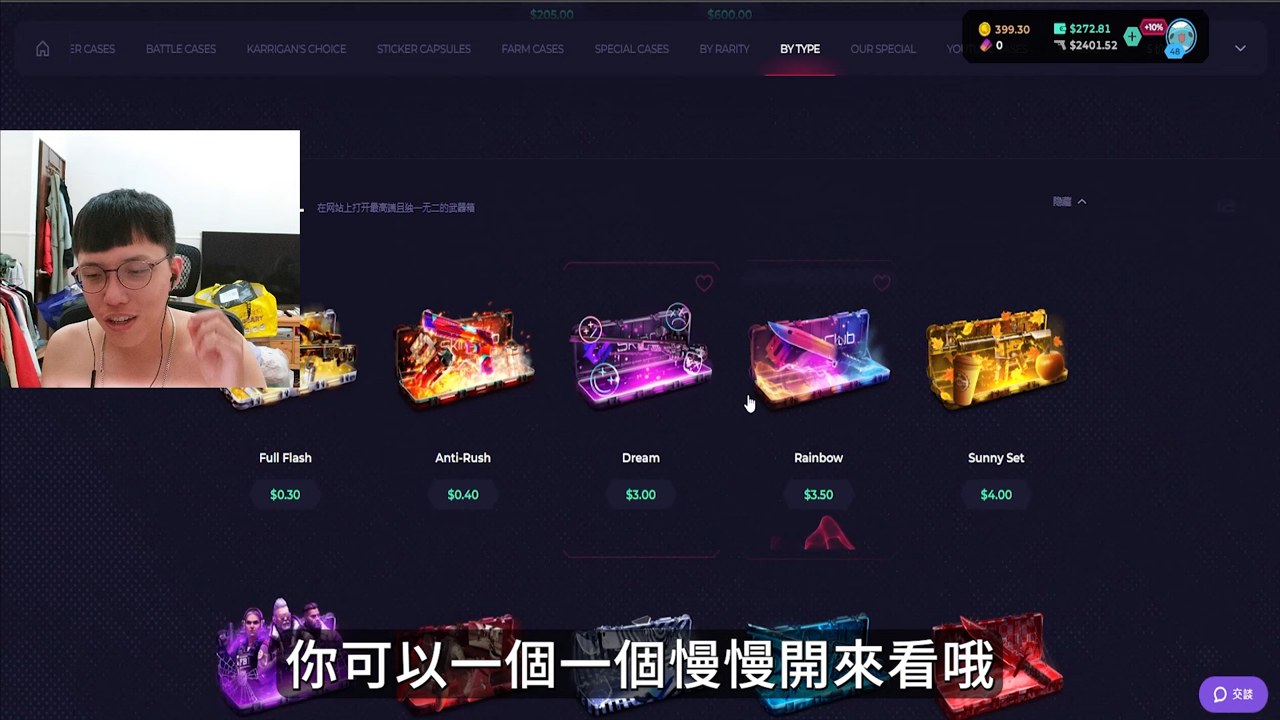 $205.00 $600.00
ER CASES BATTLE CASES KARRIGAN'S CHOICE STICKER CAPSULES FARM CASES SPECIAL CASES BY RARITY BY TYPE OUR SPECIAL
399.30 $272.81 +10%
0 $2401.52 48
在网站上打开最高端且独一无二的武器箱 隐藏
Full Flash Anti-Rush Dream Rainbow Sunny Set
$0.30 $0.40 $3.00 $3.50 $4.00
你可以一個一個慢慢開來看哦
交談